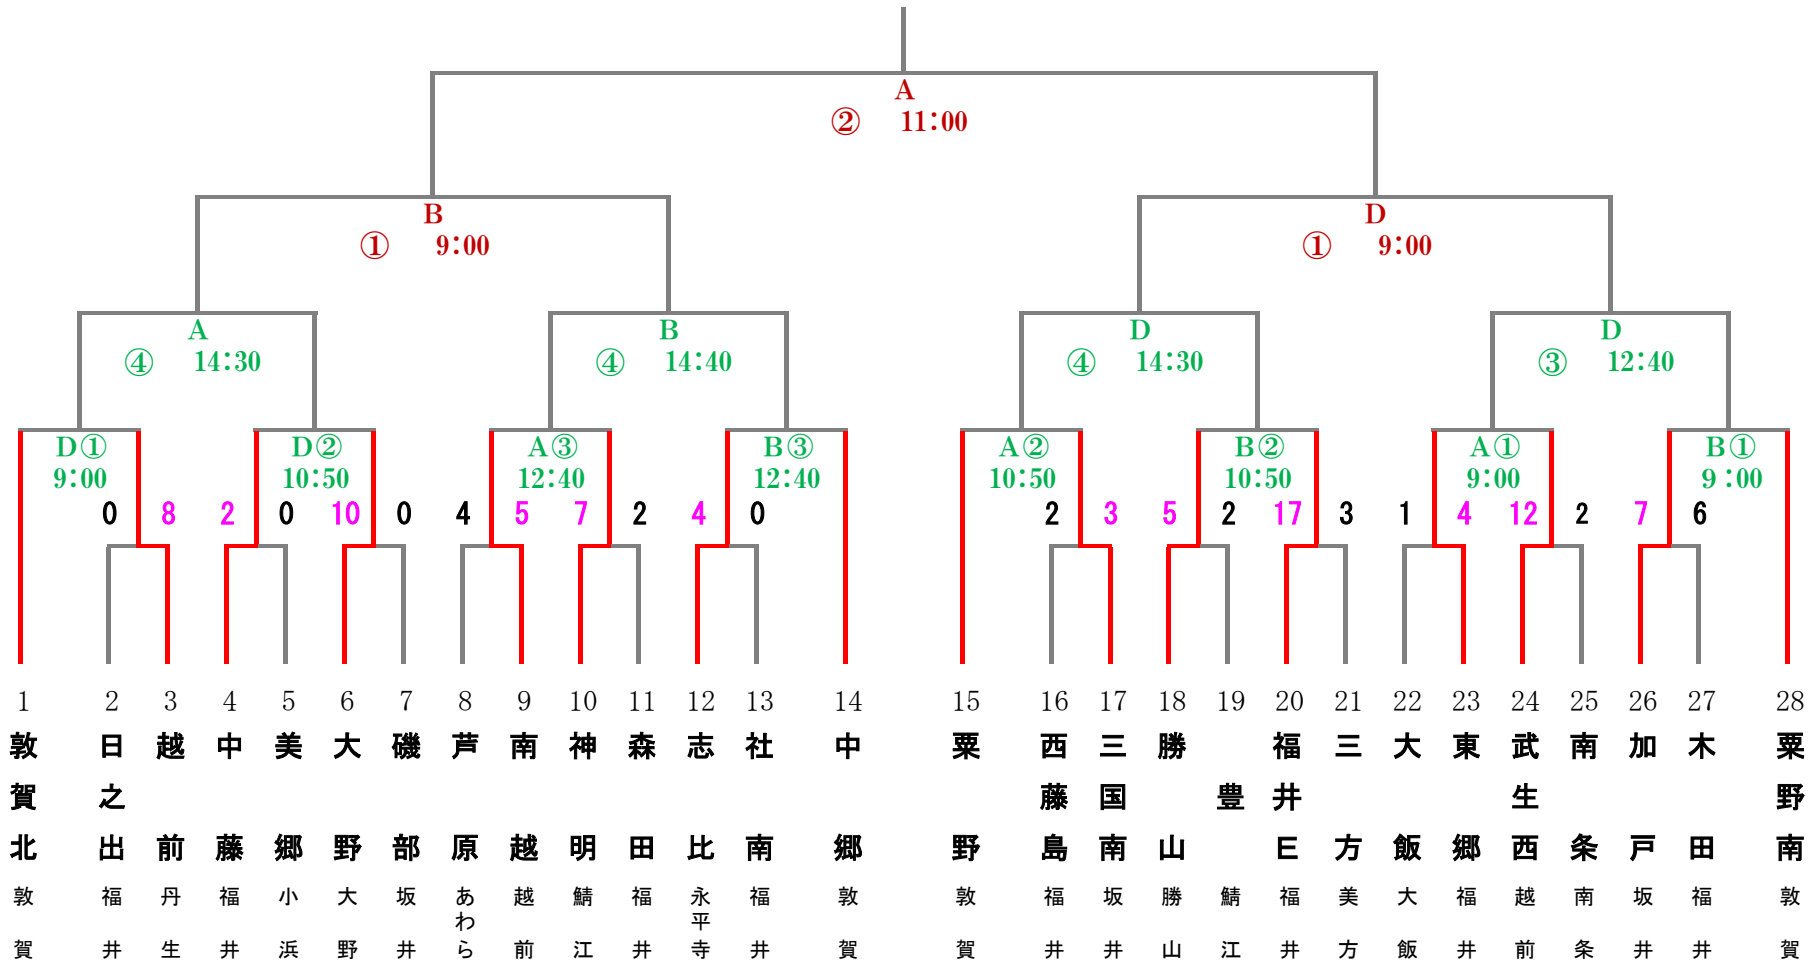 A
② 11:00
B
① 9:00
D
① 9:00
A
④ 14:30
B
④ 14:40
D
④ 14:30
D
③ 12:40
D① D② A③ B③ A② B② A① B①
9:00 10:50 12:40 12:40 10:50 10:50 9:00 9:00
0 8 2 0 10 0 4 5 7 2 4 0 2 3 5 2 17 3 1 4 12 2 7 6
1 2 3 4 5 6 7 8 9 10 11 12 13 14 15 16 17 18 19 20 21 22 23 24 25 26 27 28
敦賀北
日之出
越前
中藤
美郷
大野
磯部
芦原
南越
神明
森田
志比
社南
中郷
粟野
西藤島
三国南
勝山
豊
福井E
三方
大飯
東郷
武生西
南条
加戸
木田
粟野南
敦賀
福井
丹生
福井
小浜
大野
坂井
あわら
越前
鯖江
福井
永平寺
福井
敦賀
敦賀
福井
坂井
勝山
鯖江
福井
美方
大飯
福井
越前
南条
坂井
福井
敦賀